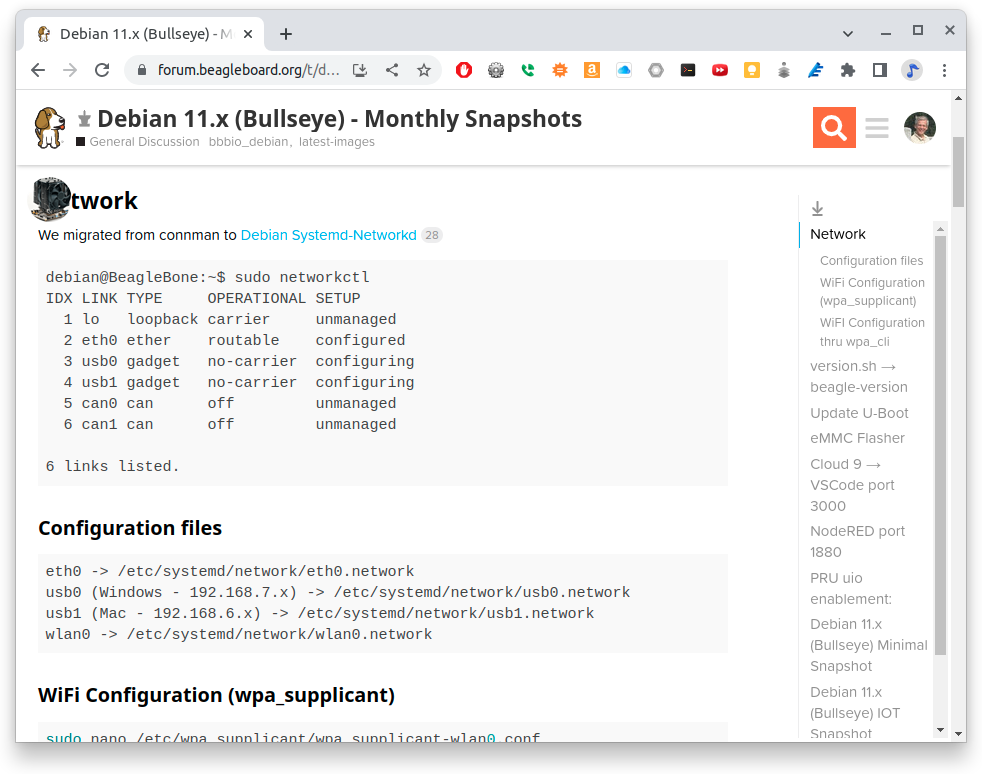 Debian 11.x (Bullseye) - M
forum.beagleboard.org/t/d...
Debian 11.x (Bullseye) - Monthly Snapshots
General Discussion bbbio_debian, latest-images
twork
We migrated from connman to Debian Systemd-Networkd 28
debian@BeagleBone:~$ sudo networkctl
IDX LINK TYPE     OPERATIONAL SETUP
  1 lo   loopback carrier     unmanaged
  2 eth0 ether    routable    configured
  3 usb0 gadget   no-carrier  configuring
  4 usb1 gadget   no-carrier  configuring
  5 can0 can      off         unmanaged
  6 can1 can      off         unmanaged
6 links listed.
Configuration files
eth0 -> /etc/systemd/network/eth0.network
usb0 (Windows - 192.168.7.x) -> /etc/systemd/network/usb0.network
usb1 (Mac - 192.168.6.x) -> /etc/systemd/network/usb1.network
wlan0 -> /etc/systemd/network/wlan0.network
WiFi Configuration (wpa_supplicant)
sudo nano /etc/wpa_supplicant/wpa_supplicant-wlan0.conf
Network
Configuration files
WiFi Configuration
(wpa_supplicant)
WiFI Configuration
thru wpa_cli
version.sh →
beagle-version
Update U-Boot
eMMC Flasher
Cloud 9 →
VSCode port
3000
NodeRED port
1880
PRU uio
enablement:
Debian 11.x
(Bullseye) Minimal
Snapshot
Debian 11.x
(Bullseye) IOT
Snapshot